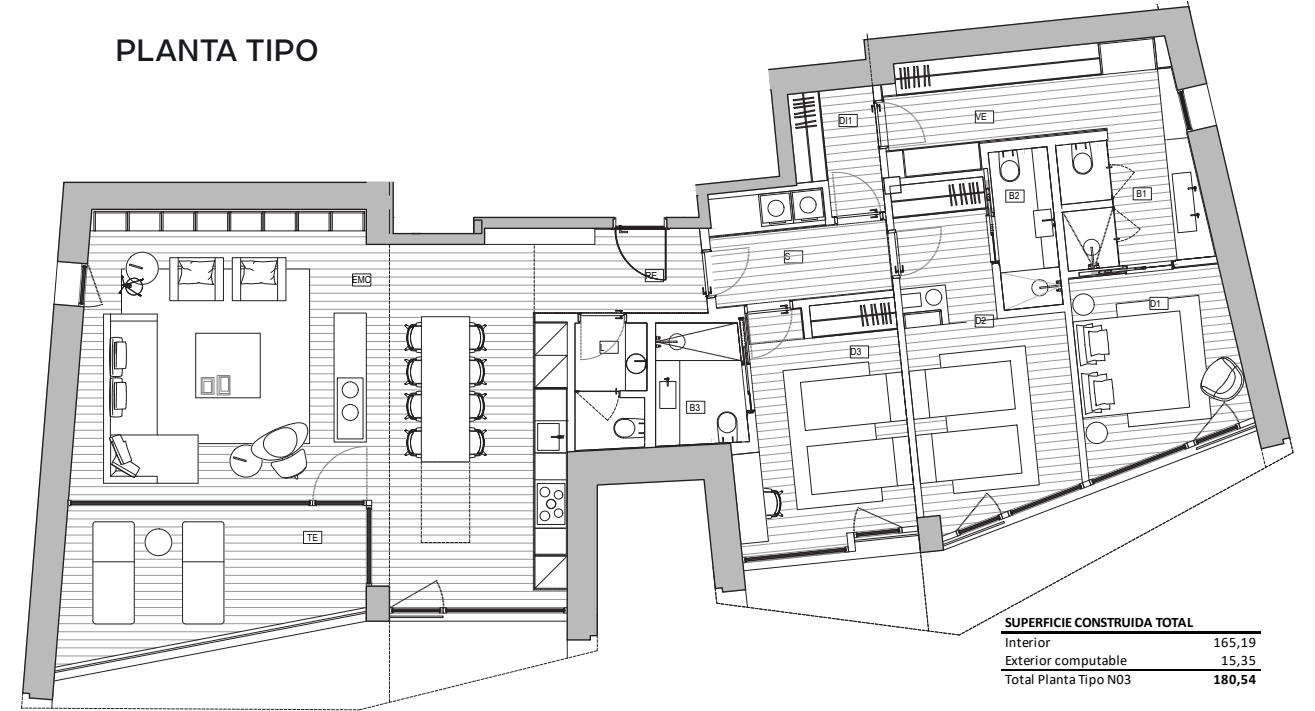 PLANTA TIPO
DI1
VE
B2
B1
S
EMC
RE
D1
D2
L
D3
B3
TE
SUPERFICIE CONSTRUIDA TOTAL
Interior 165,19
Exterior computable 15,35
Total Planta Tipo N03 180,54